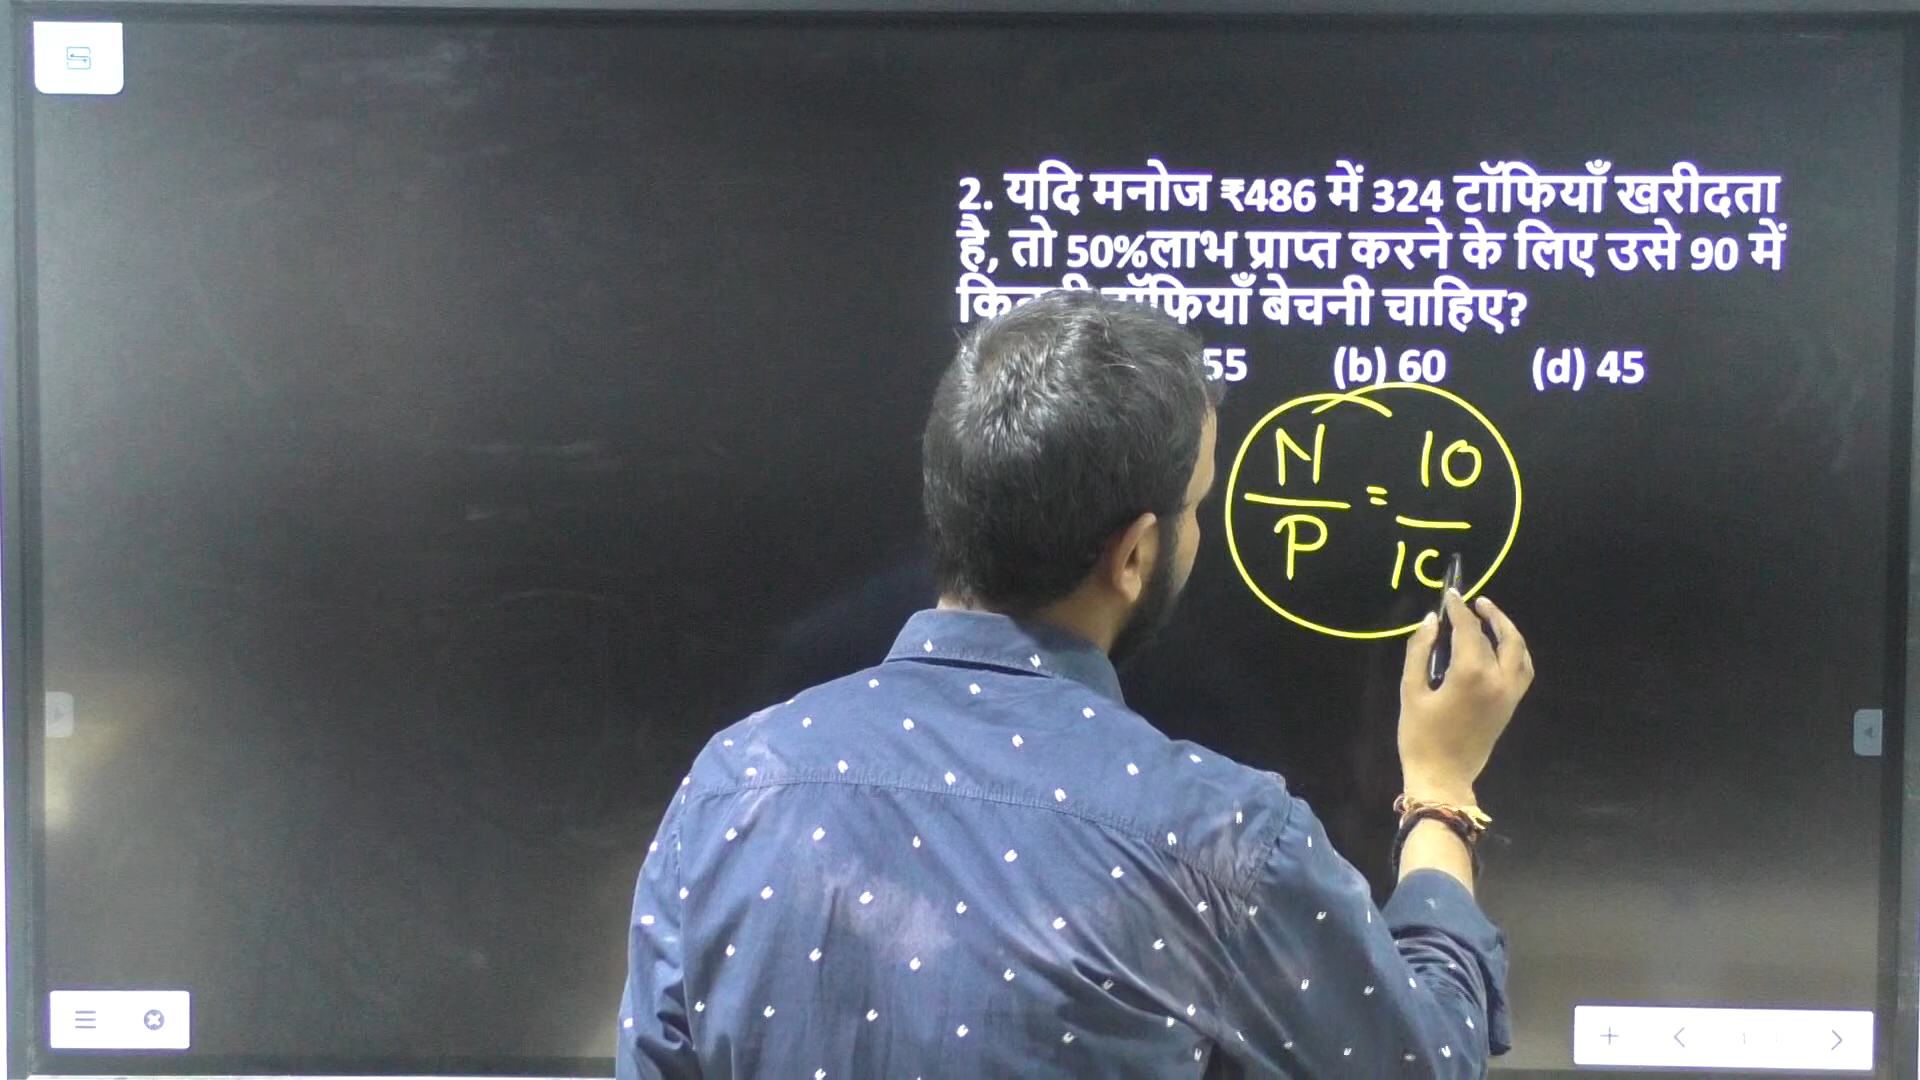 2. यदि मनोज ₹486 में 324 टॉफियाँ खरीदता
है, तो 50%लाभ प्राप्त करने के लिए उसे 90 में
बेचनी चाहिए?
55 (b) 60 (d) 45
N/P = 10/10